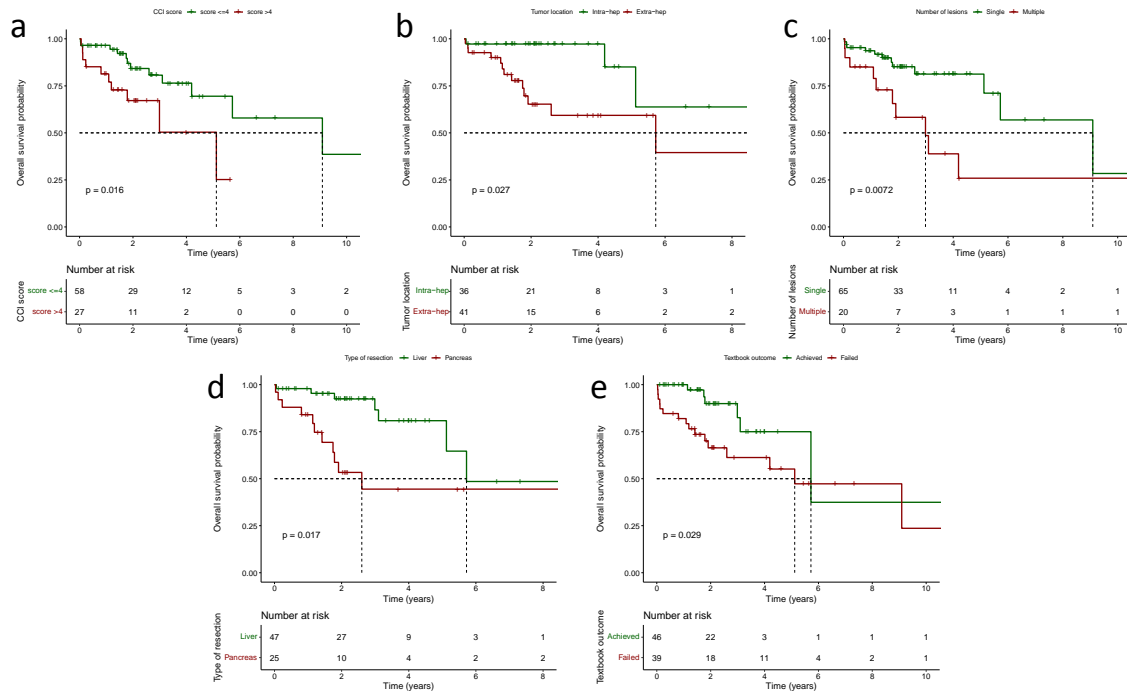 a
CCI score score <=4 score >4
Overall survival probability
1.00
0.75
0.50
0.25
0.00
p = 0.016
0 2 4 6 8 10
Time (years)
Number at risk
CCI score
score <=4 58 29 12 5 3 2
score >4 27 11 2 0 0 0
0 2 4 6 8 10
Time (years)
b
Tumor location Intra-hep Extra-hep
Overall survival probability
1.00
0.75
0.50
0.25
0.00
p = 0.027
0 2 4 6 8
Time (years)
Number at risk
Tumor location
Intra-hep 36 21 8 3 1
Extra-hep 41 15 6 2 2
0 2 4 6 8
Time (years)
c
Number of lesions Single Multiple
Overall survival probability
1.00
0.75
0.50
0.25
0.00
p = 0.0072
0 2 4 6 8 10
Time (years)
Number at risk
Number of lesions
Single 65 33 11 4 2 1
Multiple 20 7 3 1 1 1
0 2 4 6 8 10
Time (years)
d
Type of resection Liver Pancreas
Overall survival probability
1.00
0.75
0.50
0.25
0.00
p = 0.017
0 2 4 6 8
Time (years)
Number at risk
Type of resection
Liver 47 27 9 3 1
Pancreas 25 10 4 2 2
0 2 4 6 8
Time (years)
e
Textbook outcome Achieved Failed
Overall survival probability
1.00
0.75
0.50
0.25
0.00
p = 0.029
0 2 4 6 8 10
Time (years)
Number at risk
Textbook outcome
Achieved 46 22 3 1 1 1
Failed 39 18 11 4 2 1
0 2 4 6 8 10
Time (years)